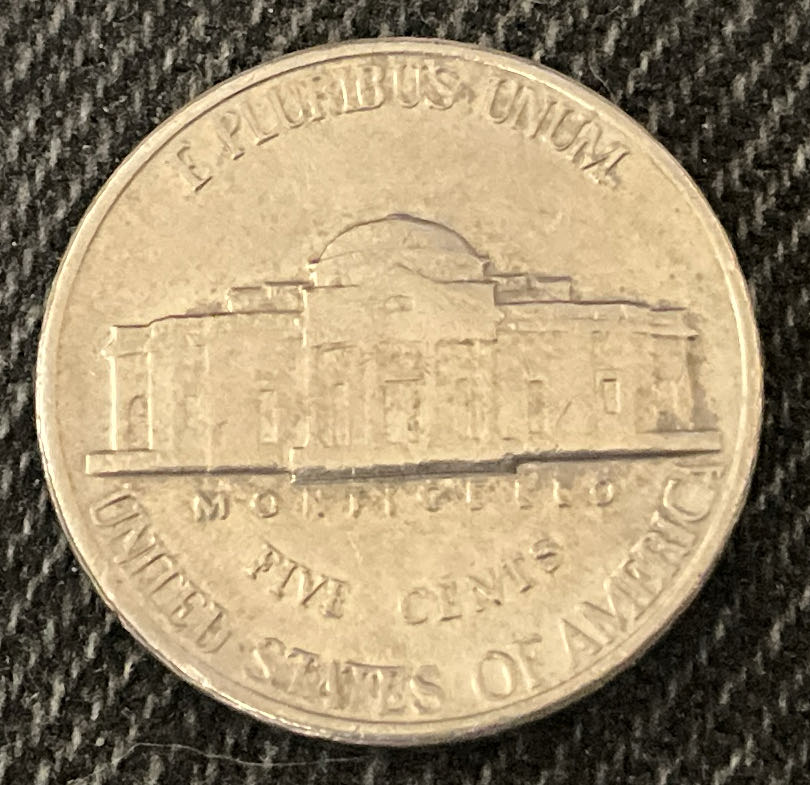 E PLURIBUS UNUM
MONTICELLO
FIVE CENTS
UNITED STATES OF AMERICA